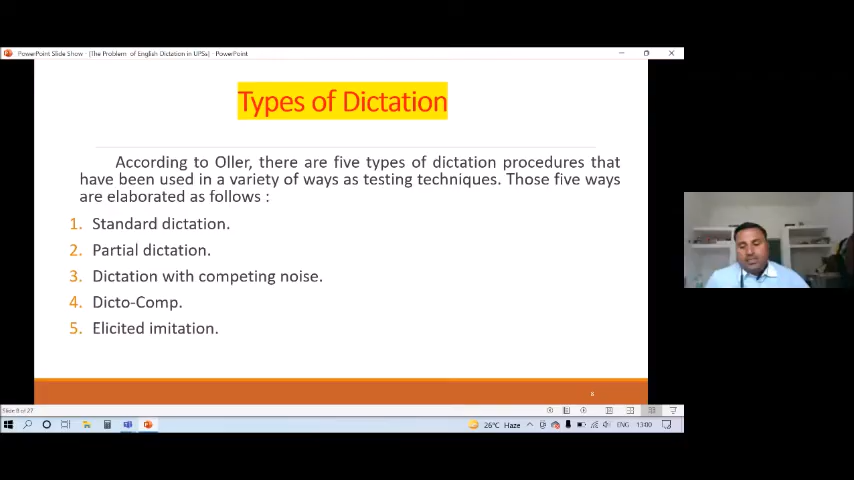 PowerPoint Slide Show - [The Problem of English Dictation in UPSs] - PowerPoint
Types of Dictation
According to Oller, there are five types of dictation procedures that
have been used in a variety of ways as testing techniques. Those five ways
are elaborated as follows :
1. Standard dictation.
2. Partial dictation.
3. Dictation with competing noise.
4. Dicto-Comp.
5. Elicited imitation.
8
Slide 8 of 27
26°C Haze ENG 13:00